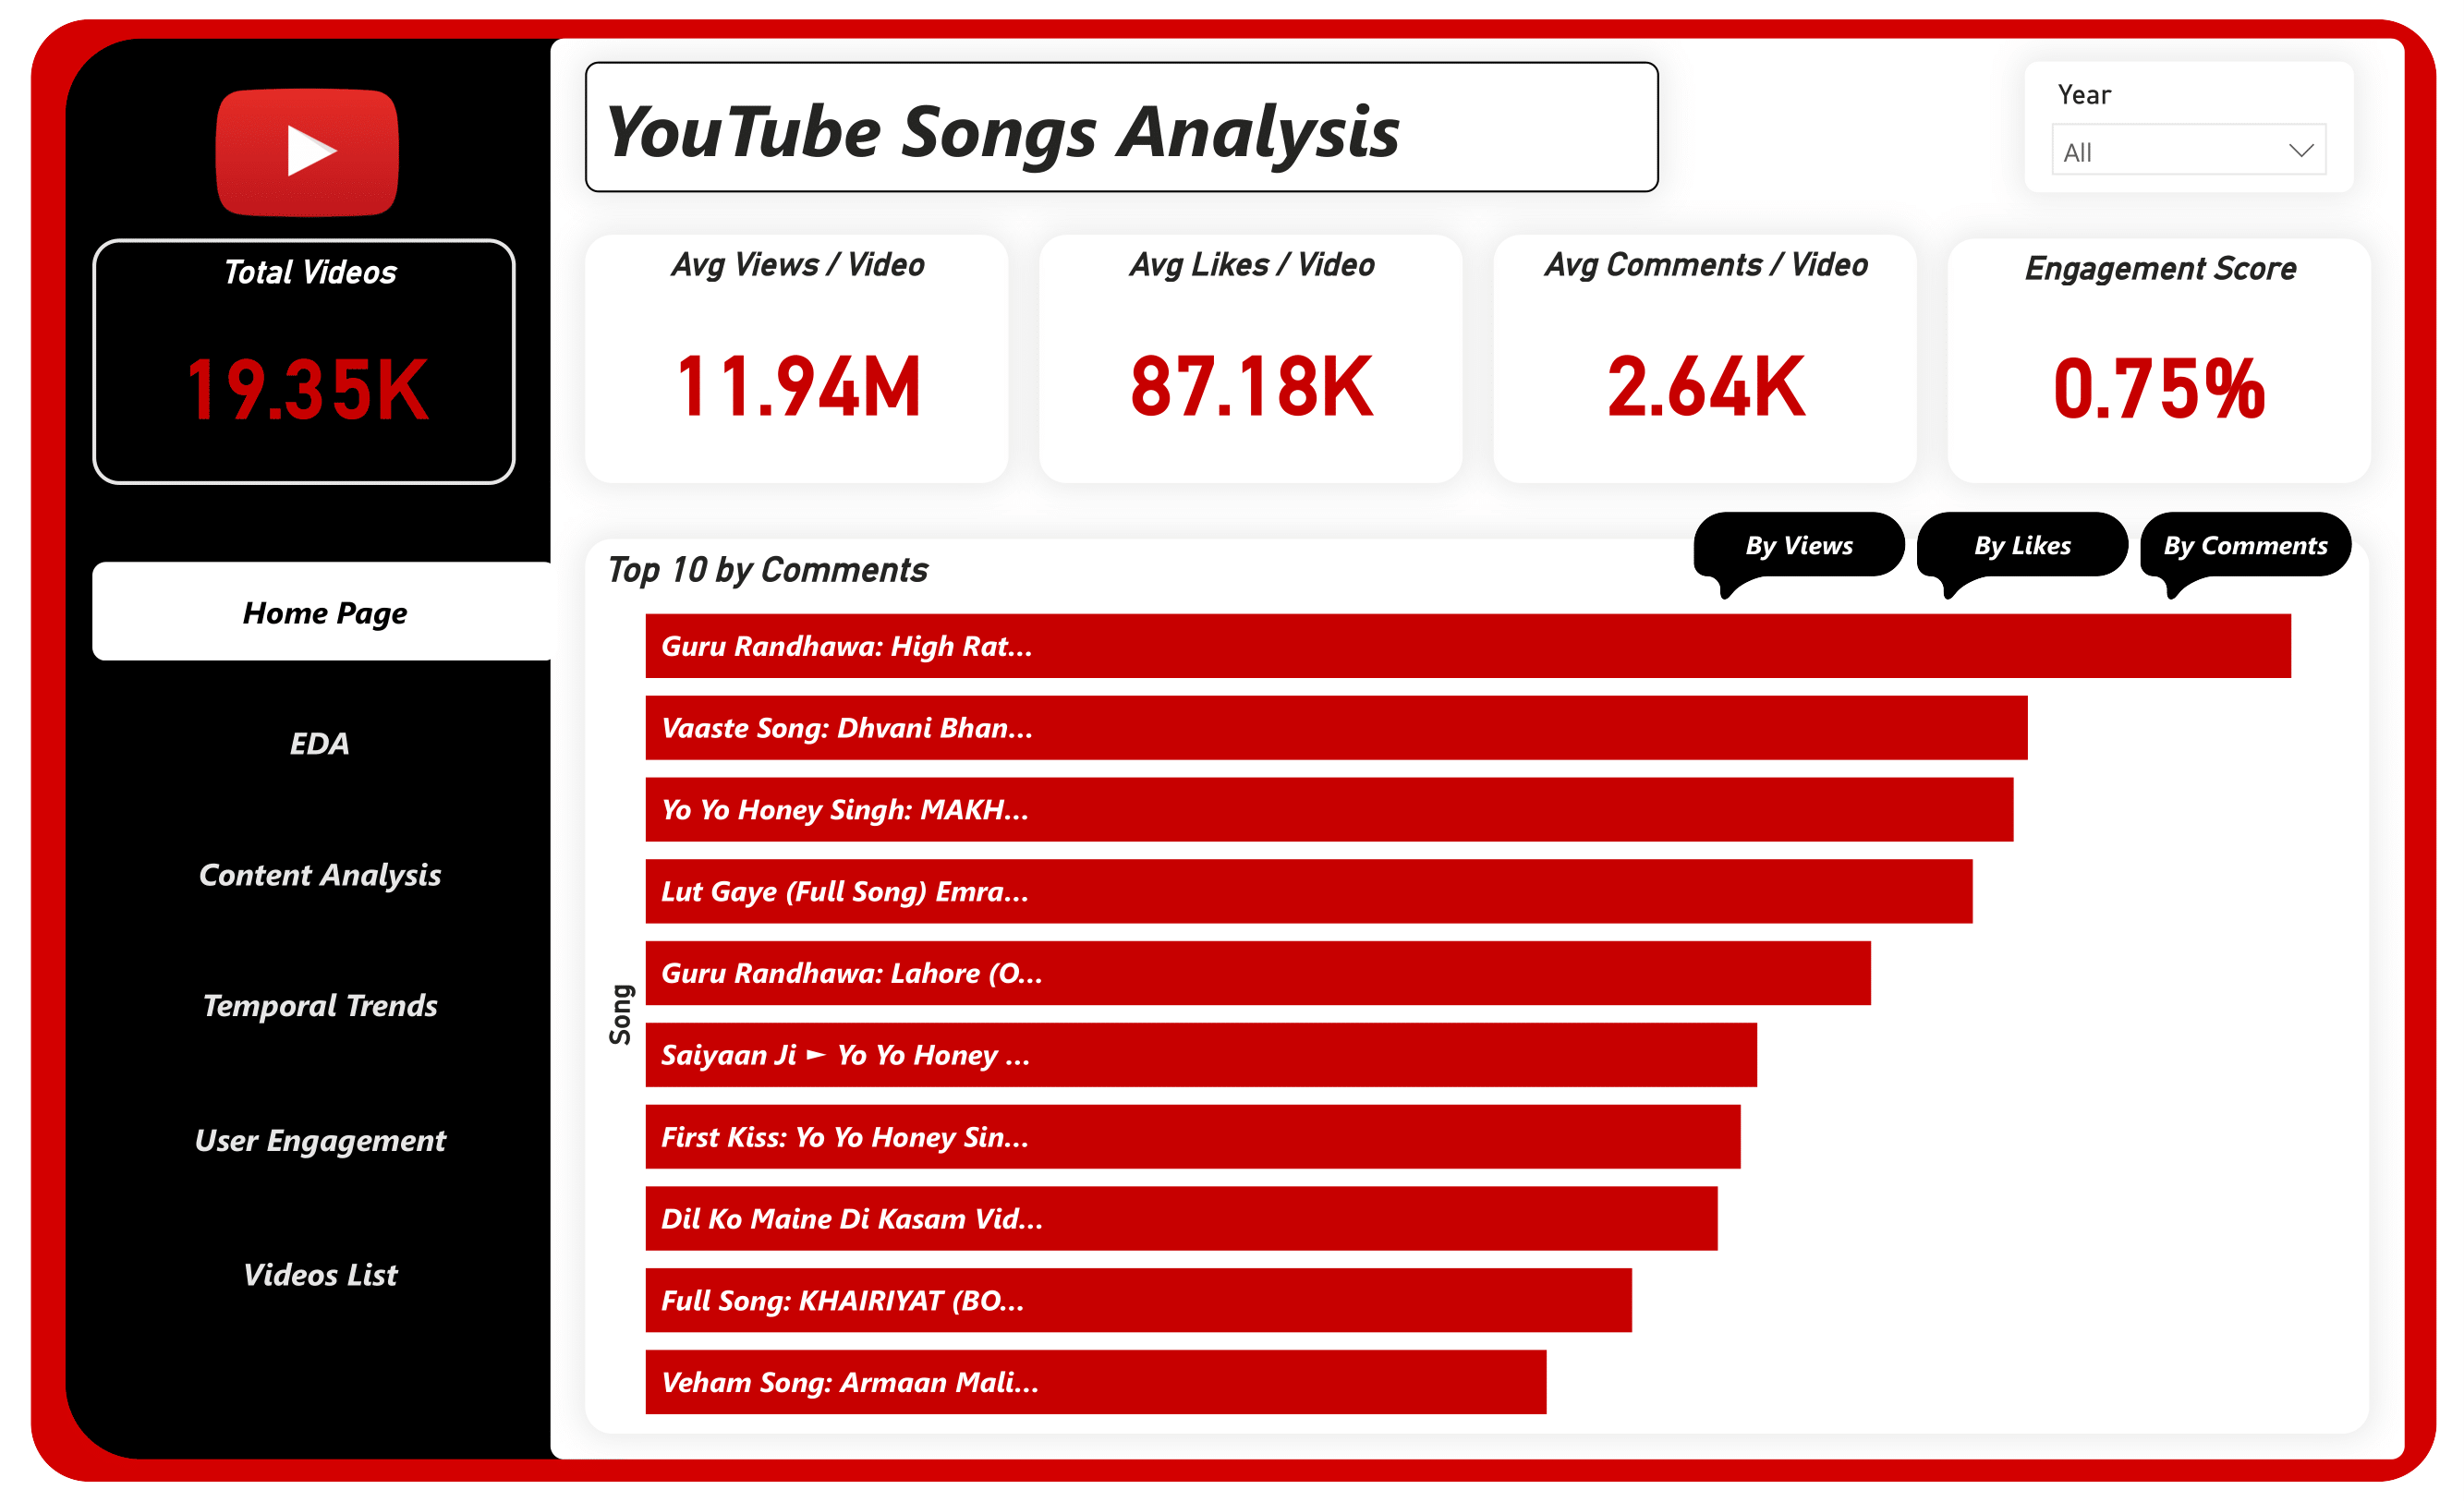 YouTube Songs Analysis
Year
All
Total Videos
19.35K
Avg Views / Video
11.94M
Avg Likes / Video
87.18K
Avg Comments / Video
2.64K
Engagement Score
0.75%
Home Page
EDA
Content Analysis
Temporal Trends
User Engagement
Videos List
Top 10 by Comments
By Views
By Likes
By Comments
Song
Guru Randhawa: High Rat...
Vaaste Song: Dhvani Bhan...
Yo Yo Honey Singh: MAKH...
Lut Gaye (Full Song) Emra...
Guru Randhawa: Lahore (O...
Saiyaan Ji ► Yo Yo Honey ...
First Kiss: Yo Yo Honey Sin...
Dil Ko Maine Di Kasam Vid...
Full Song: KHAIRIYAT (BO...
Veham Song: Armaan Mali...